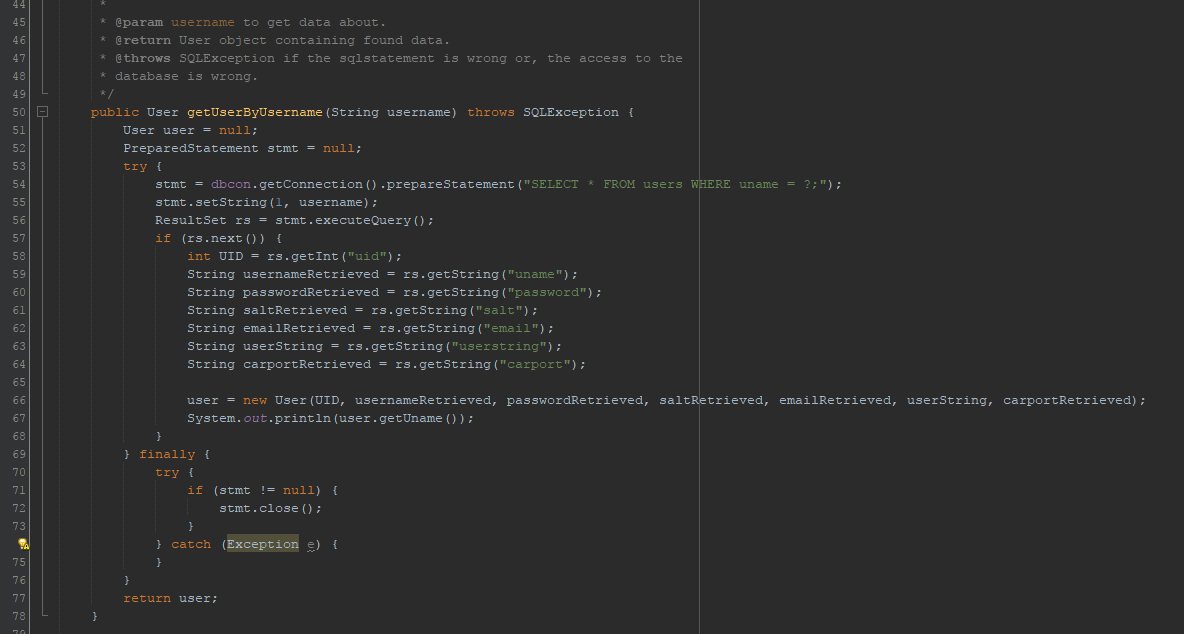 44 *
45 * @param username to get data about.
46 * @return User object containing found data.
47 * @throws SQLException if the sqlstatement is wrong or, the access to the
48 * database is wrong.
49 */
50 public User getUserByUsername(String username) throws SQLException {
51 User user = null;
52 PreparedStatement stmt = null;
53 try {
54 stmt = dbcon.getConnection().prepareStatement("SELECT * FROM users WHERE uname = ?;");
55 stmt.setString(1, username);
56 ResultSet rs = stmt.executeQuery();
57 if (rs.next()) {
58 int UID = rs.getInt("uid");
59 String usernameRetrieved = rs.getString("uname");
60 String passwordRetrieved = rs.getString("password");
61 String saltRetrieved = rs.getString("salt");
62 String emailRetrieved = rs.getString("email");
63 String userString = rs.getString("userstring");
64 String carportRetrieved = rs.getString("carport");
65
66 user = new User(UID, usernameRetrieved, passwordRetrieved, saltRetrieved, emailRetrieved, userString, carportRetrieved);
67 System.out.println(user.getUname());
68 }
69 } finally {
70 try {
71 if (stmt != null) {
72 stmt.close();
73 }
} catch (Exception e) {
75 }
76 }
77 return user;
78 }
79